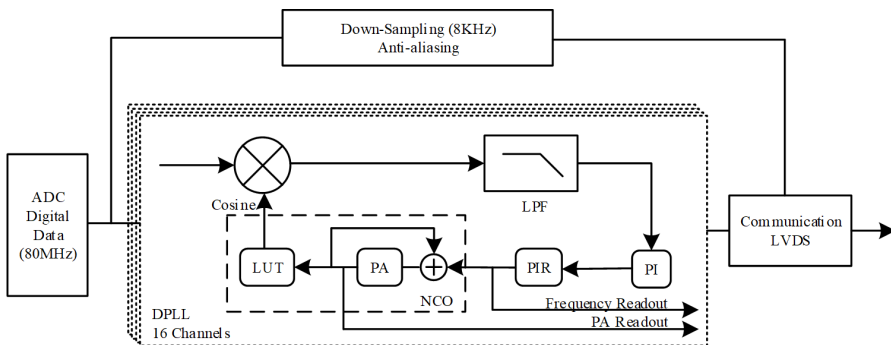 Down-Sampling (8KHz)
Anti-aliasing
ADC
Digital
Data
(80MHz)
Cosine
LPF
Communication
LVDS
LUT
PA
PIR
PI
NCO
Frequency Readout
PA Readout
DPLL
16 Channels